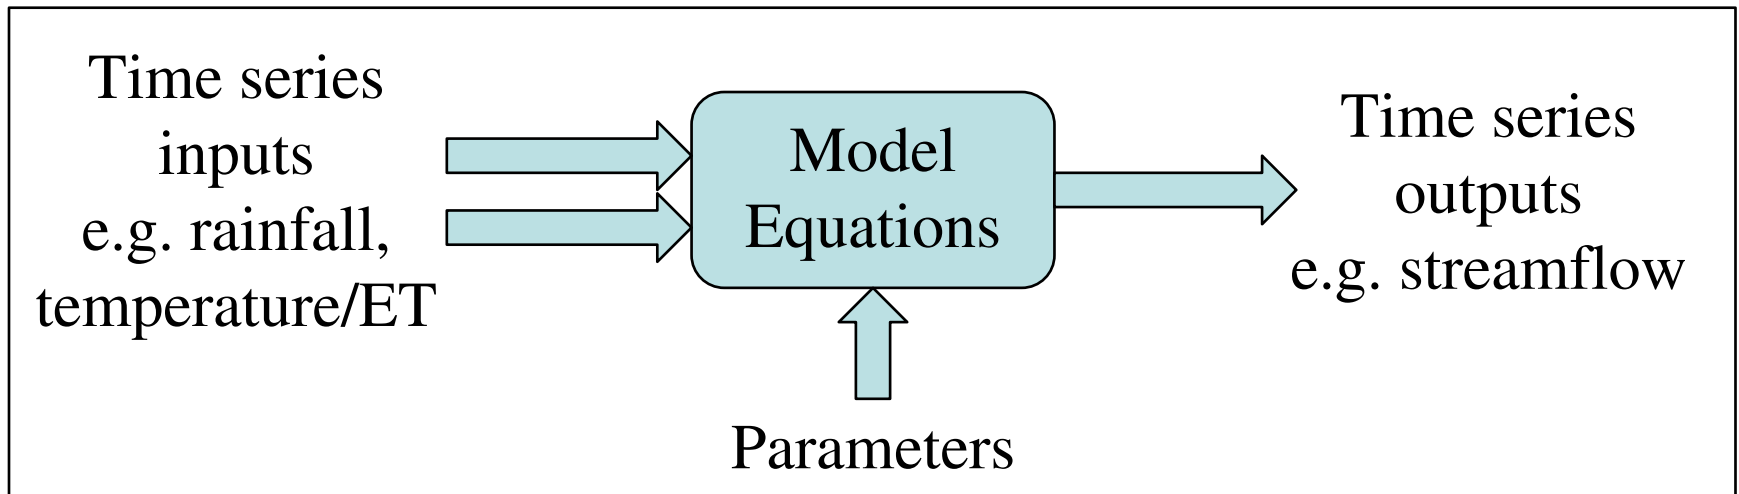 Time series
inputs
e.g. rainfall,
temperature/ET
Model
Equations
Parameters
Time series
outputs
e.g. streamflow